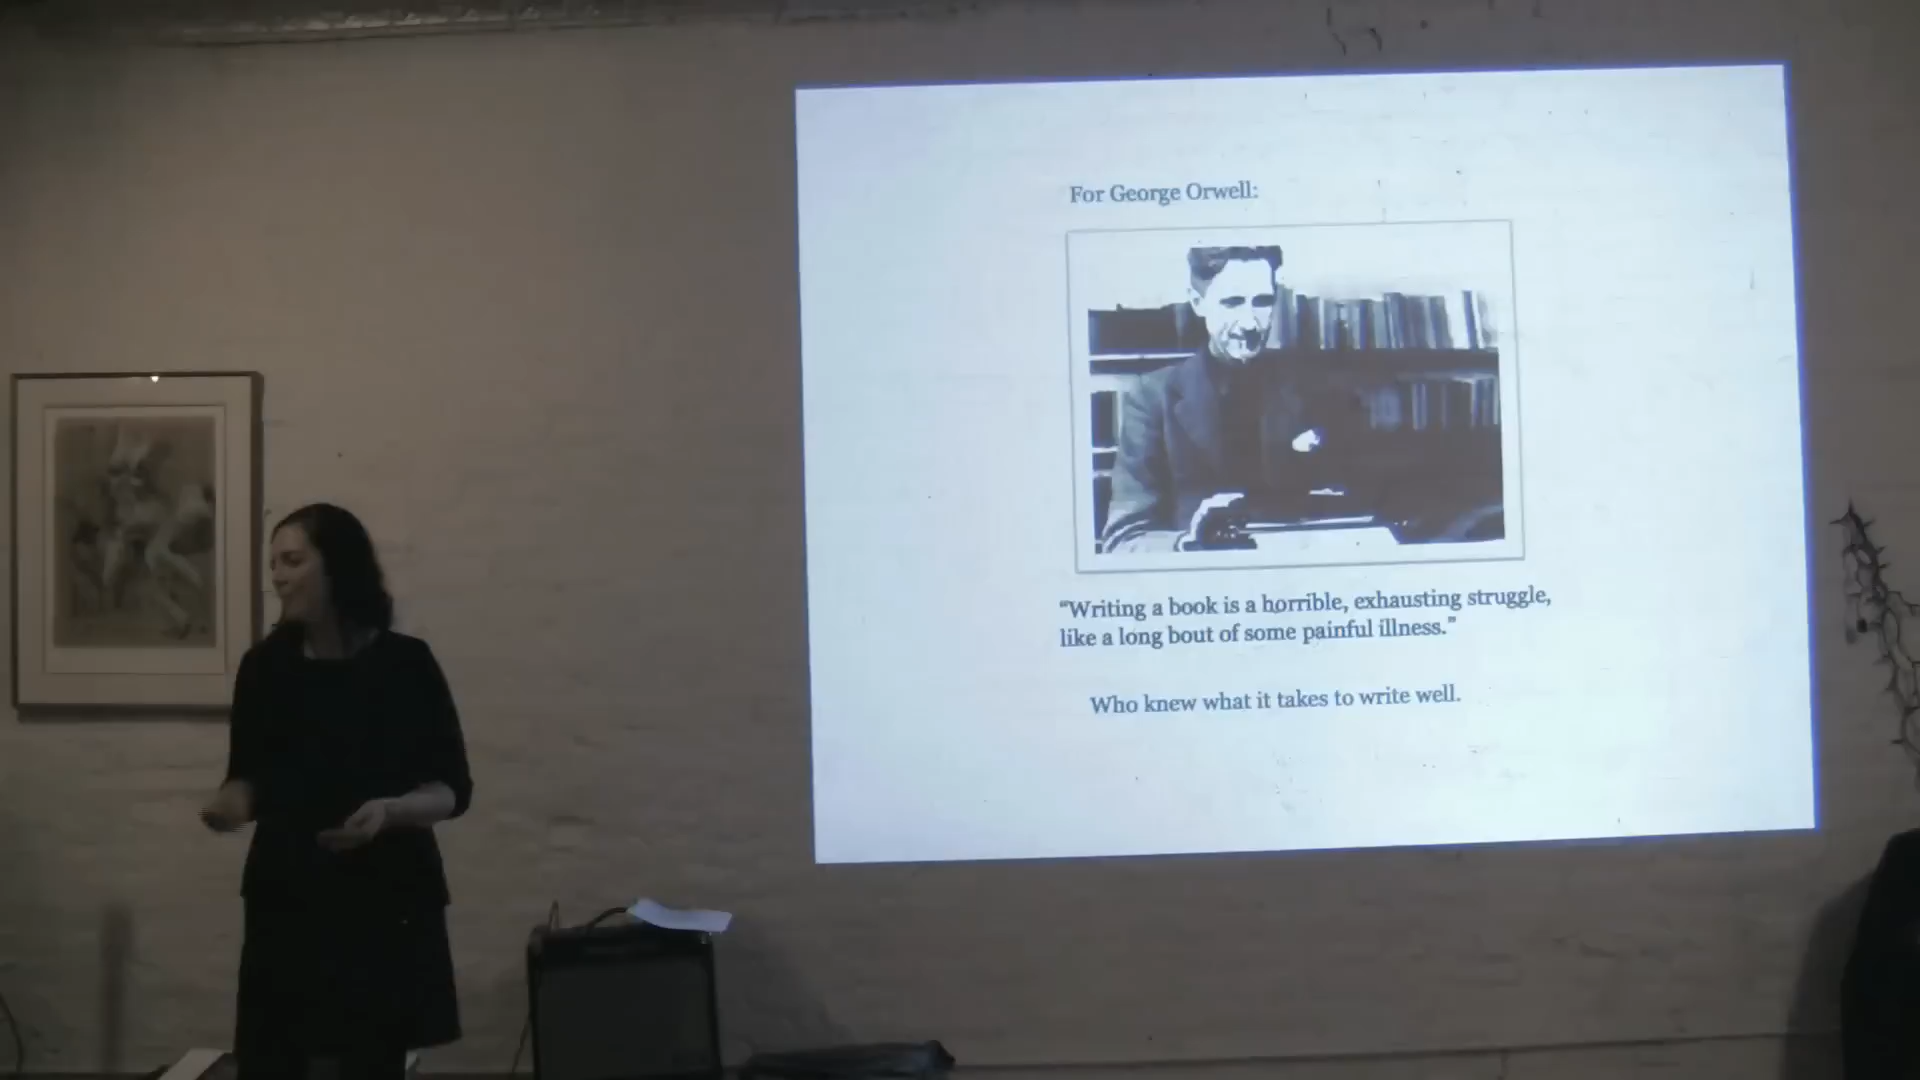 For George Orwell:
“Writing a book is a horrible, exhausting struggle,
like a long bout of some painful illness.”
Who knew what it takes to write well.